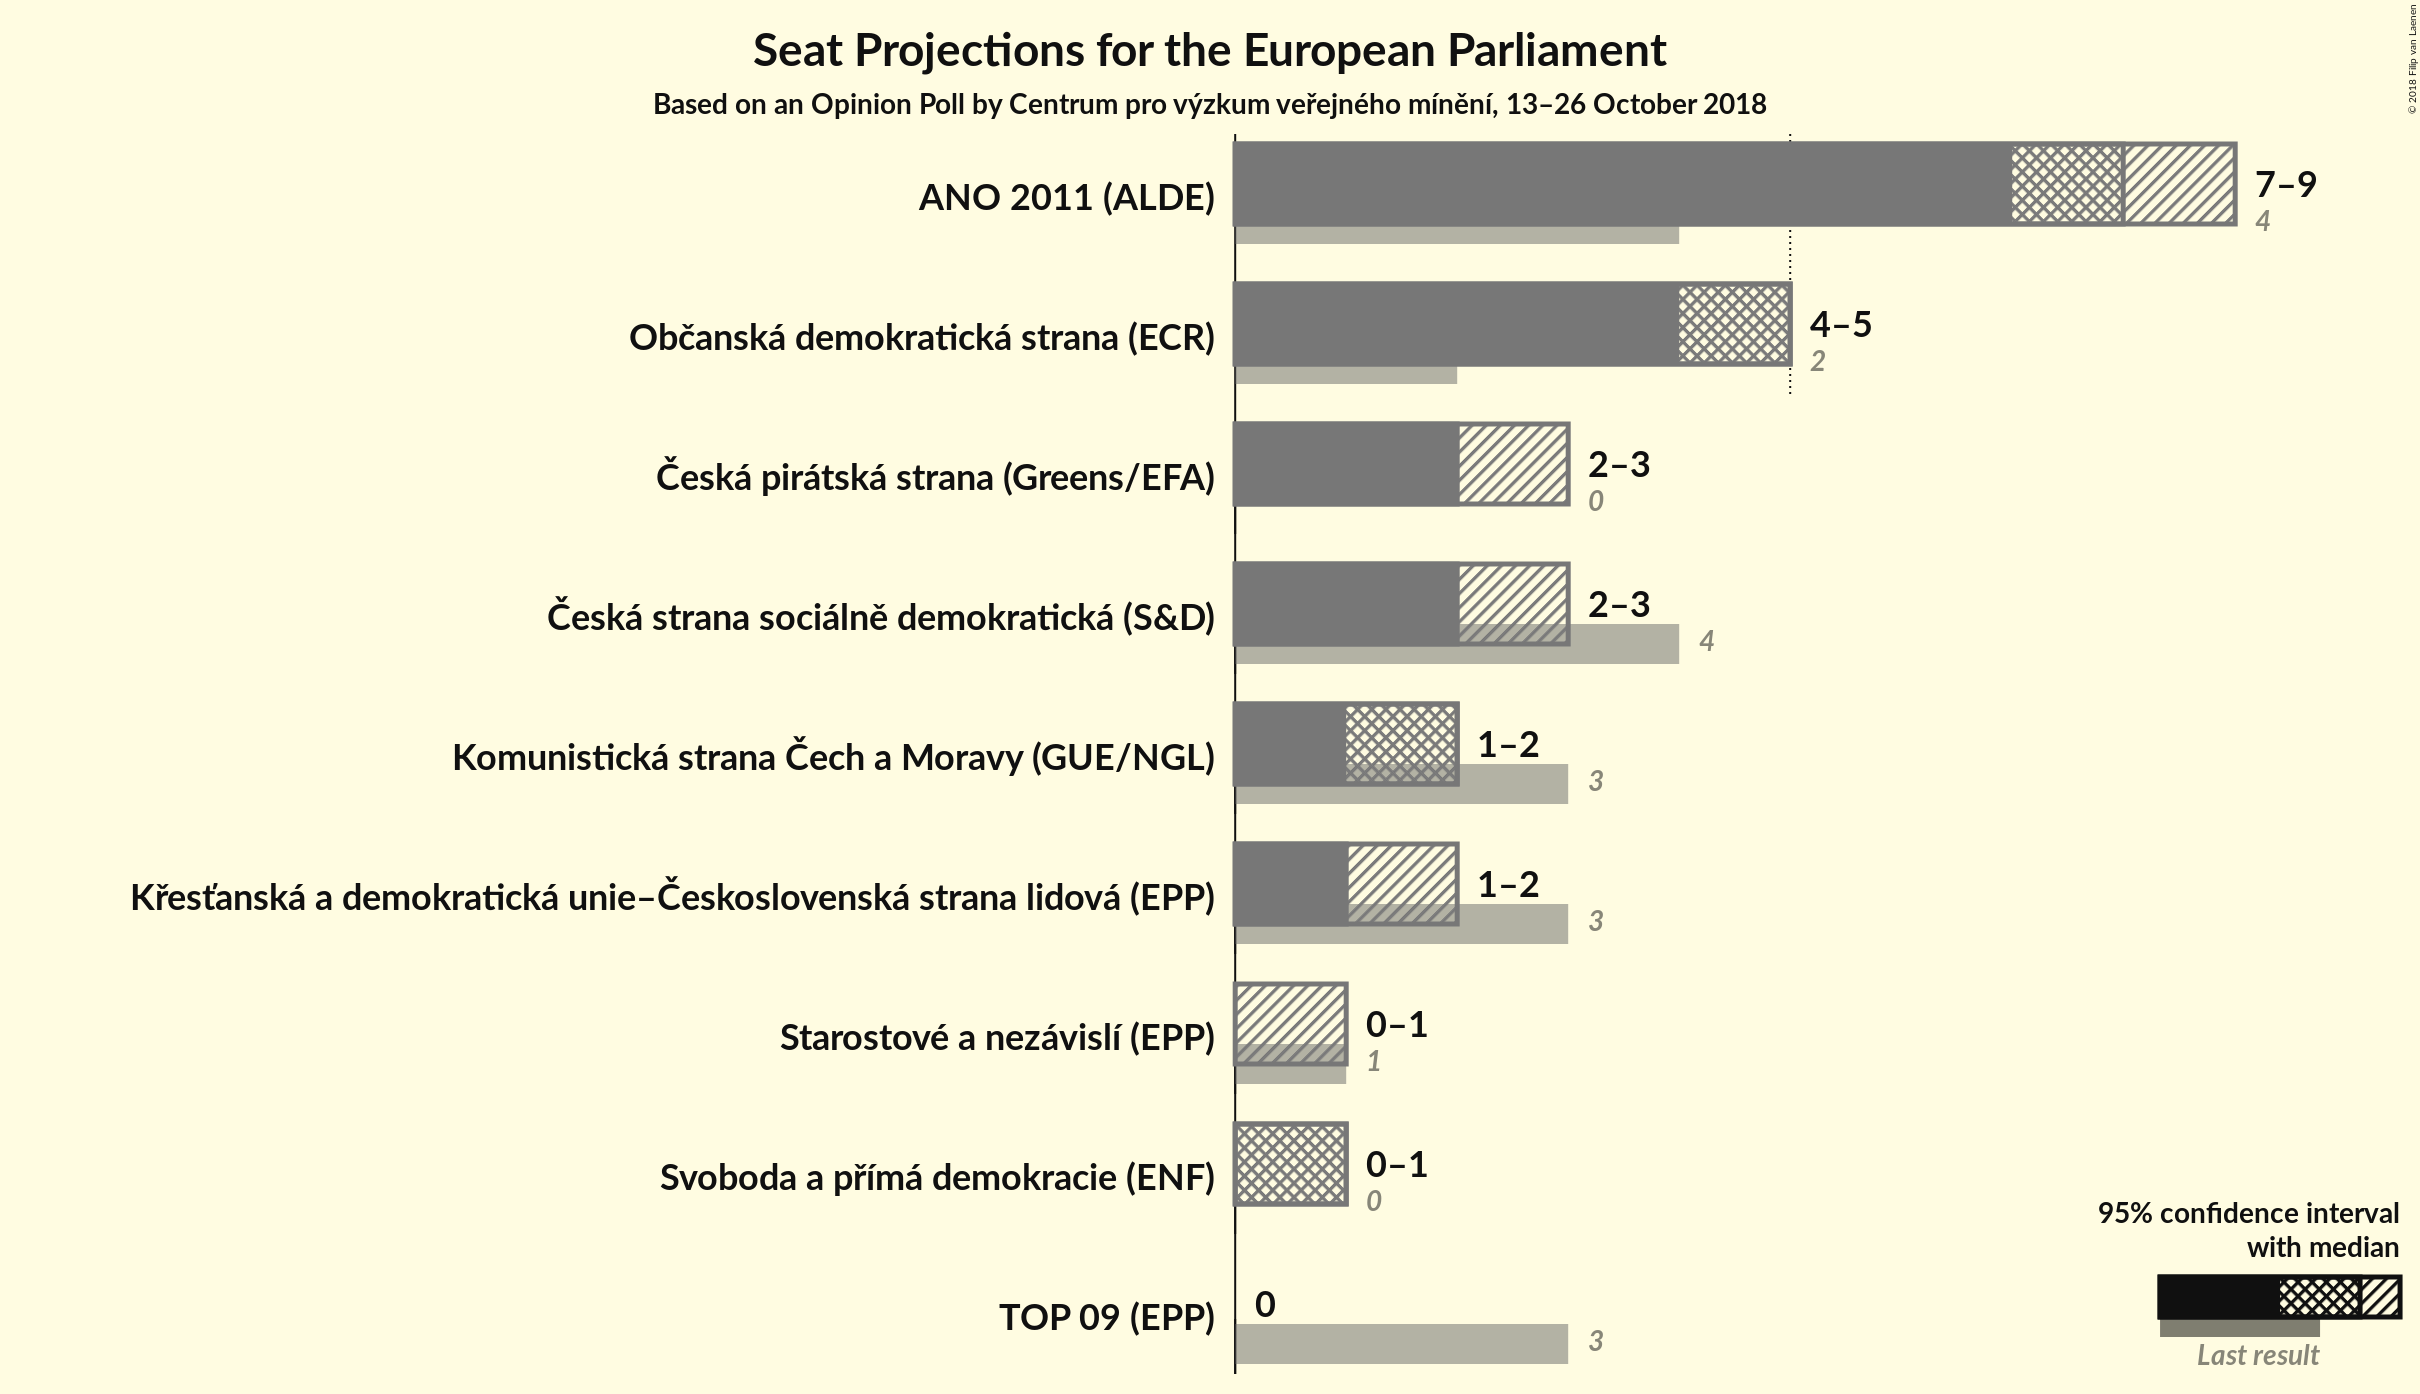 Seat Projections for the European Parliament
Based on an Opinion Poll by Centrum pro výzkum veřejného mínění, 13–26 October 2018
© 2018 Filip van Laenen
ANO 2011 (ALDE)
7–9
4
Občanská demokratická strana (ECR)
4–5
2
Česká pirátská strana (Greens/EFA)
2–3
0
Česká strana sociálně demokratická (S&D)
2–3
4
Komunistická strana Čech a Moravy (GUE/NGL)
1–2
3
Křesťanská a demokratická unie–Československá strana lidová (EPP)
1–2
3
Starostové a nezávislí (EPP)
0–1
1
Svoboda a přímá demokracie (ENF)
0–1
0
TOP 09 (EPP)
0
3
95% confidence interval
with median
Last result